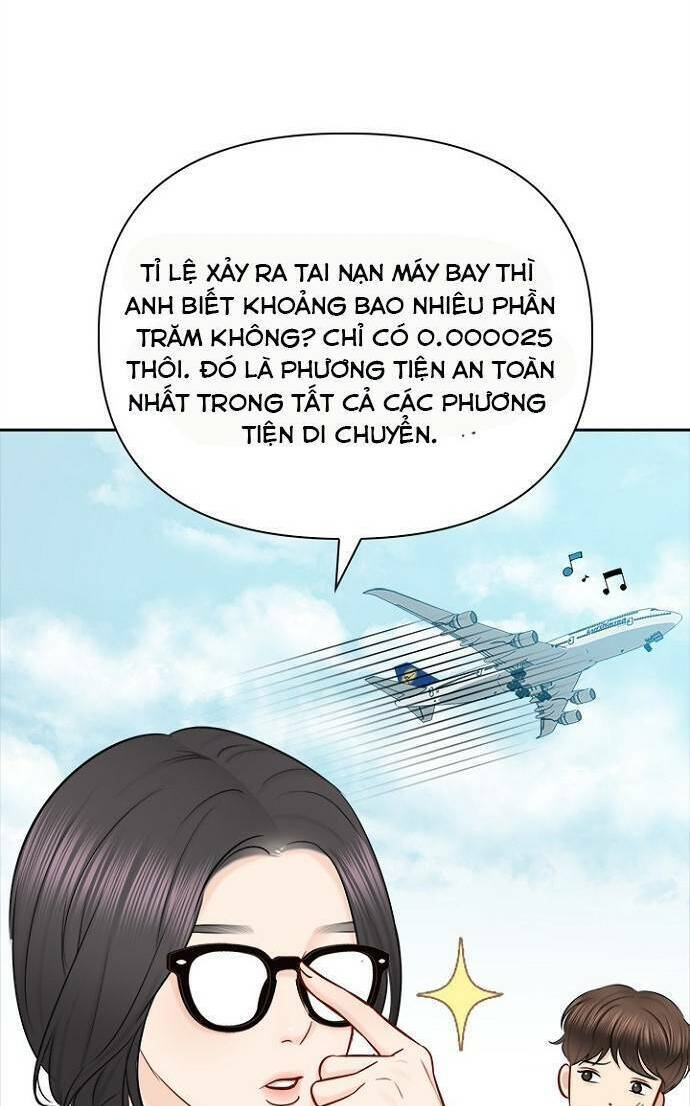 TỈ LỆ XẢY RA TAI NẠN MÁY BAY THÌ
ANH BIẾT KHOẢNG BAO NHIÊU PHẦN
TRĂM KHÔNG? CHỈ CÓ 0.000025
THÔI. ĐÓ LÀ PHƯƠNG TIỆN AN TOÀN
NHẤT TRONG TẤT CẢ CÁC PHƯƠNG
TIỆN DI CHUYỂN.